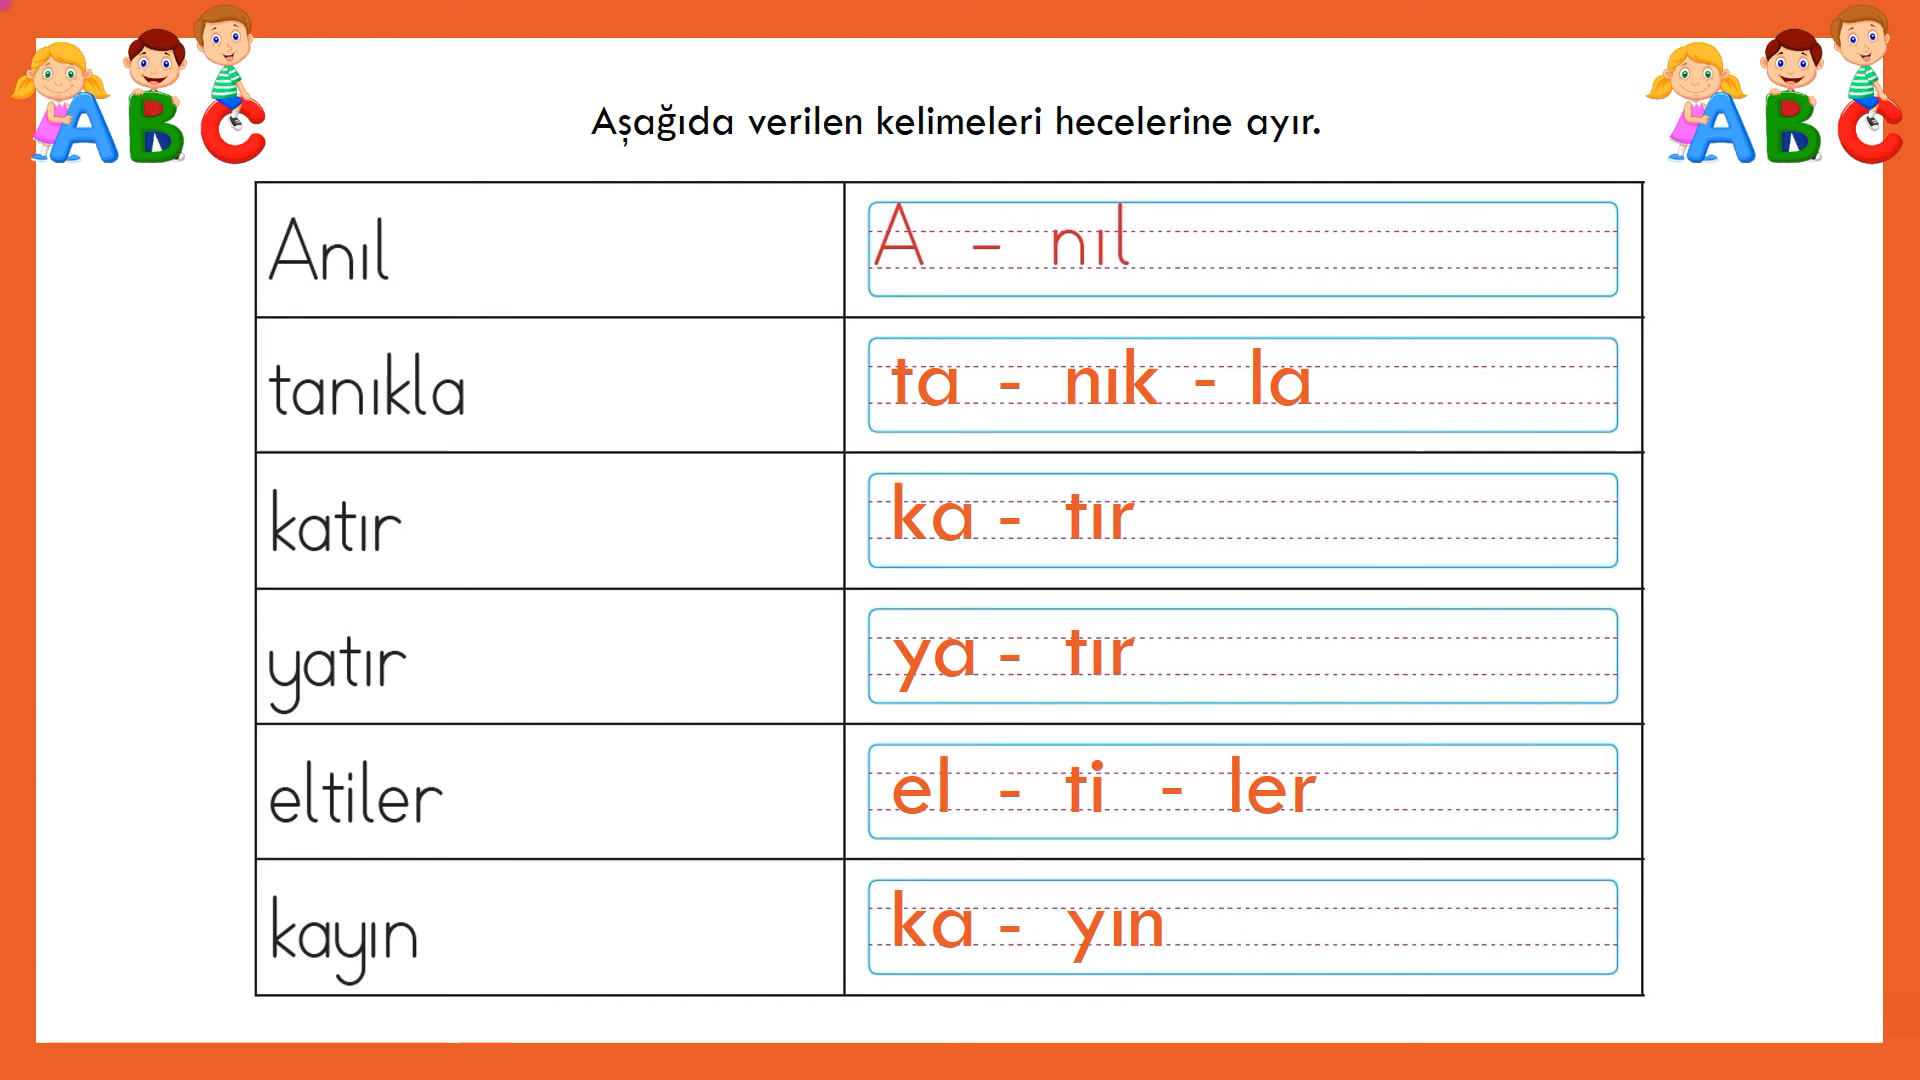 A B C
A B C
Aşağıda verilen kelimeleri hecelerine ayır.
Anıl A - nıl
tanıkla ta - nık - la
katır ka - tır
yatır ya - tır
eltiler el - ti - ler
kayın ka - yın